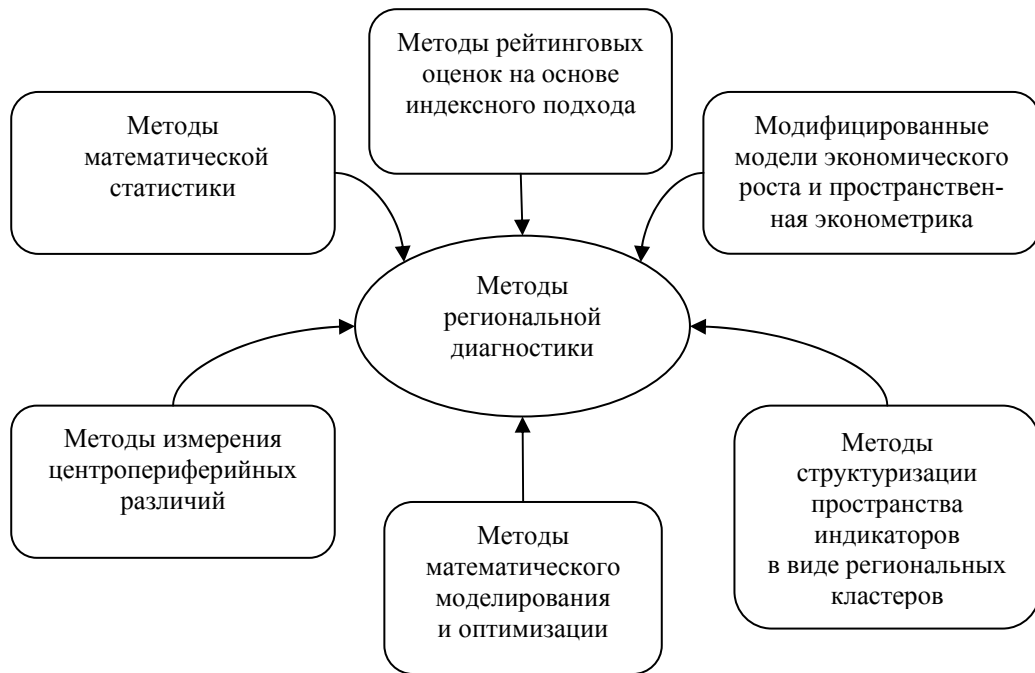 Методы рейтинговых
оценок на основе
индексного подхода
Методы
математической
статистики
Модифицированные
модели экономического
роста и пространствен-
ная эконометрика
Методы
региональной
диагностики
Методы измерения
центропериферийных
различий
Методы
математического
моделирования
и оптимизации
Методы
структуризации
пространства
индикаторов
в виде региональных
кластеров